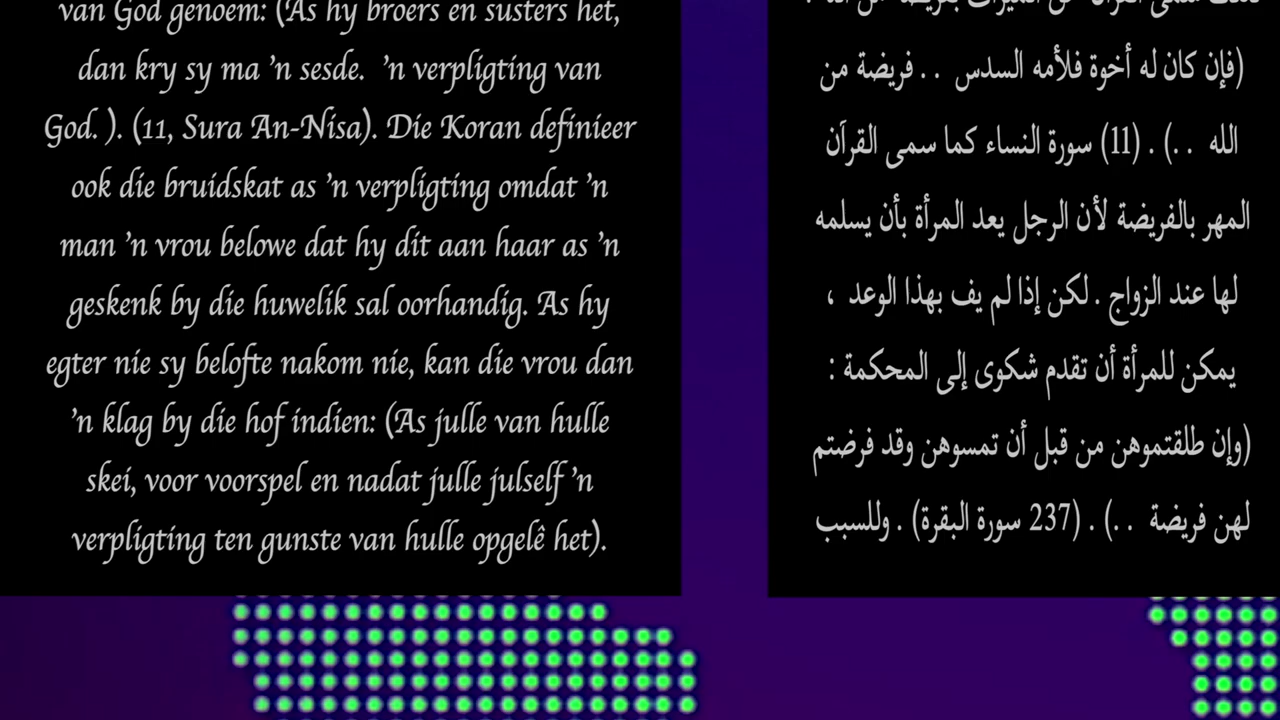 van God genoem: (As hy broers en susters het,
dan kry sy ma 'n sesde. 'n verpligting van
God. ). (11, Sura An-Nisa). Die Koran definieer
ook die bruidskat as 'n verpligting omdat 'n
man 'n vrou belowe dat hy dit aan haar as 'n
geskenk by die huwelik sal oorhandig. As hy
egter nie sy belofte nakom nie, kan die vrou dan
'n klag by die hof indien: (As julle van hulle
skei, voor voorspel en nadat julle julself 'n
verpligting ten gunste van hulle opgelê het).
(فإن كان له أخوة فلأمه السدس . . فريضة من
الله . .) . (11) سورة النساء كما سمى القرآن
المهر بالفريضة لأن الرجل يعد المرأة بأن يسلمه
لها عند الزواج . لكن إذا لم يف بهذا الوعد ،
يمكن للمرأة أن تقدم شكوى إلى المحكمة :
(وإن طلقتموهن من قبل أن تمسوهن وقد فرضتم
لهن فريضة . .) . (237 سورة البقرة) . وللسبب